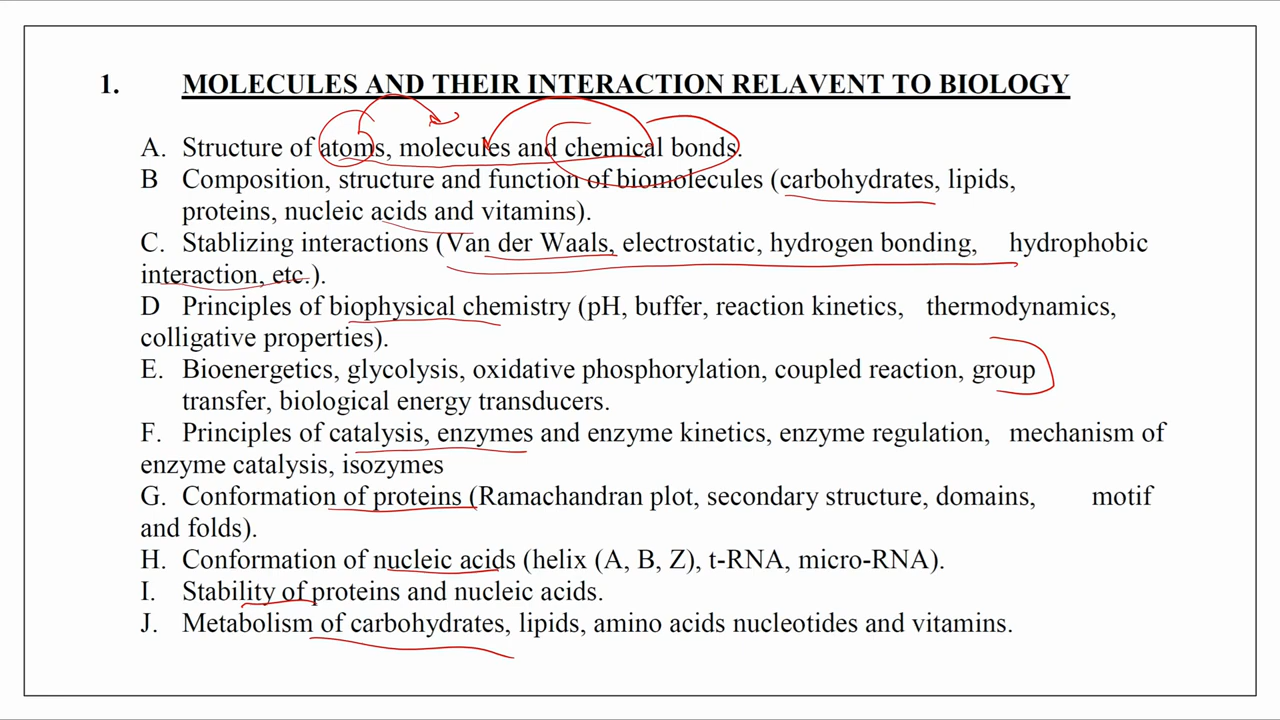 1. MOLECULES AND THEIR INTERACTION RELAVENT TO BIOLOGY
A. Structure of atoms, molecules and chemical bonds.
B Composition, structure and function of biomolecules (carbohydrates, lipids,
proteins, nucleic acids and vitamins).
C. Stablizing interactions (Van der Waals, electrostatic, hydrogen bonding, hydrophobic
interaction, etc.).
D Principles of biophysical chemistry (pH, buffer, reaction kinetics, thermodynamics,
colligative properties).
E. Bioenergetics, glycolysis, oxidative phosphorylation, coupled reaction, group
transfer, biological energy transducers.
F. Principles of catalysis, enzymes and enzyme kinetics, enzyme regulation, mechanism of
enzyme catalysis, isozymes
G. Conformation of proteins (Ramachandran plot, secondary structure, domains, motif
and folds).
H. Conformation of nucleic acids (helix (A, B, Z), t-RNA, micro-RNA).
I. Stability of proteins and nucleic acids.
J. Metabolism of carbohydrates, lipids, amino acids nucleotides and vitamins.